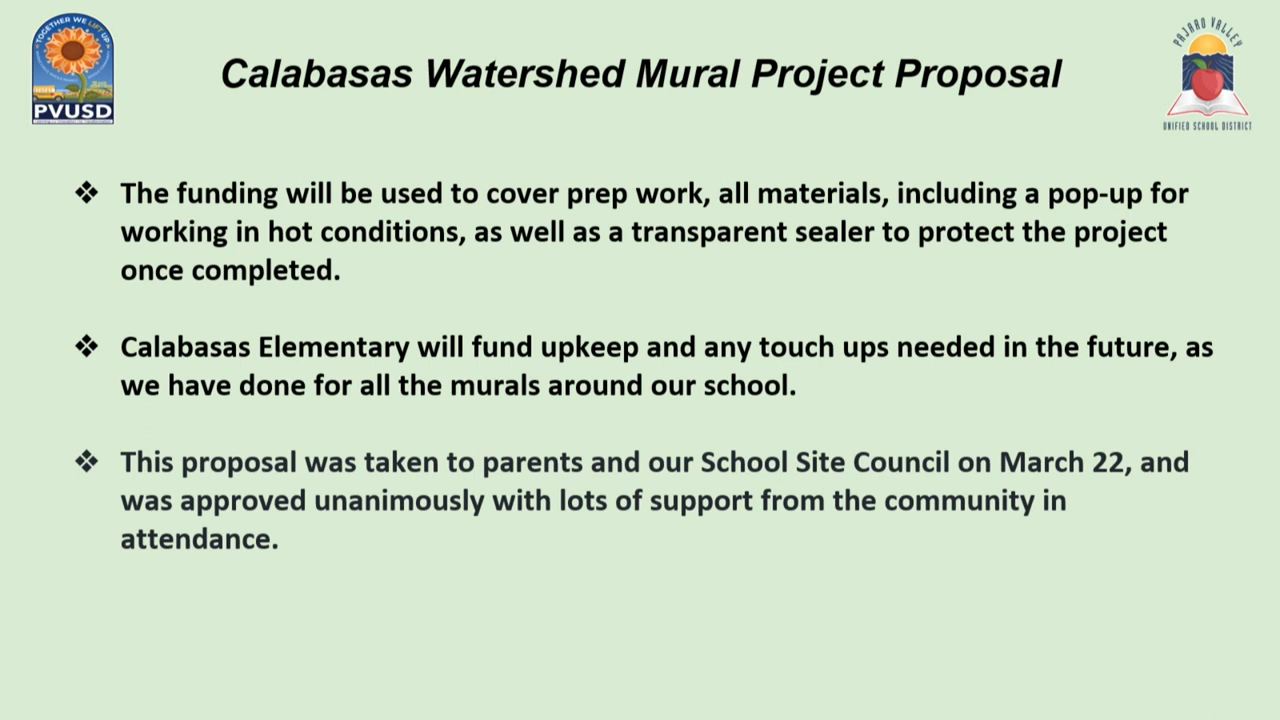 TOGETHER WE LIFT UP
PVUSD
Calabasas Watershed Mural Project Proposal
PAJARO VALLEY
UNIFIED SCHOOL DISTRICT
❖ The funding will be used to cover prep work, all materials, including a pop-up for
working in hot conditions, as well as a transparent sealer to protect the project
once completed.
❖ Calabasas Elementary will fund upkeep and any touch ups needed in the future, as
we have done for all the murals around our school.
❖ This proposal was taken to parents and our School Site Council on March 22, and
was approved unanimously with lots of support from the community in
attendance.